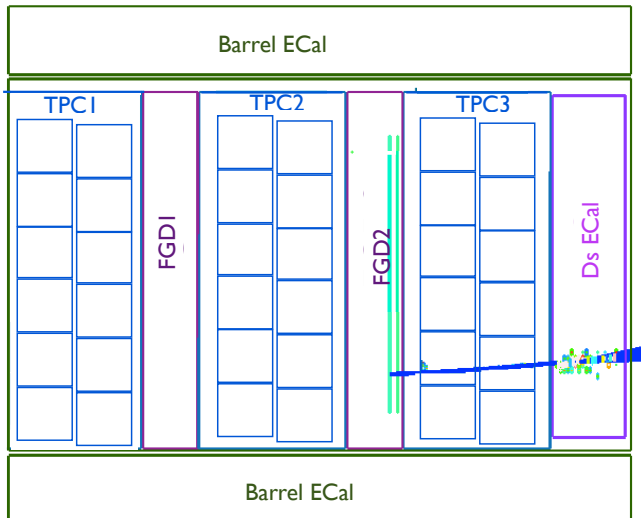 Barrel ECal
TPC1
TPC2
TPC3
FGD1
FGD2
Ds ECal
Barrel ECal